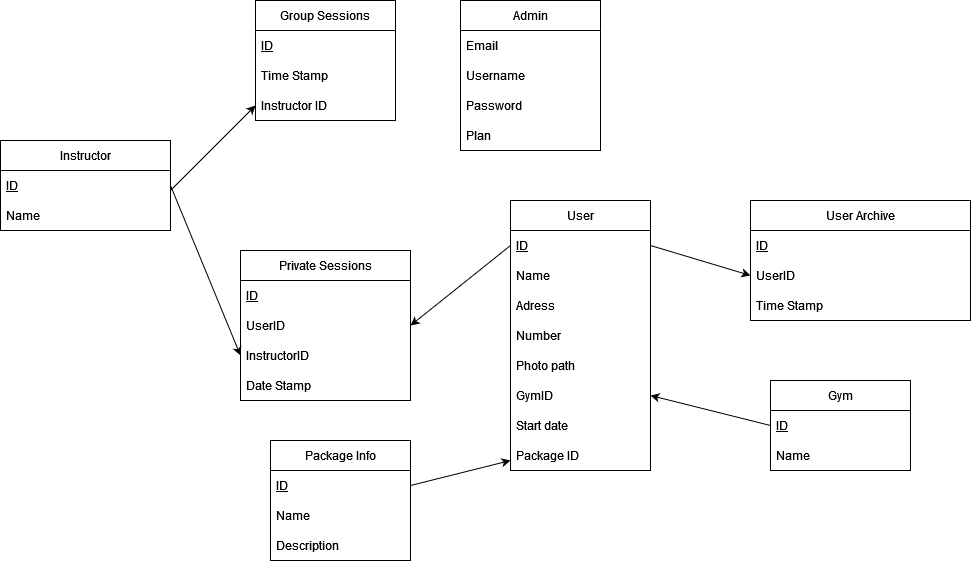 Group Sessions
ID
Time Stamp
Instructor ID
Admin
Email
Username
Password
Plan
Instructor
ID
Name
Private Sessions
ID
UserID
InstructorID
Date Stamp
User
ID
Name
Adress
Number
Photo path
GymID
Start date
Package ID
User Archive
ID
UserID
Time Stamp
Gym
ID
Name
Package Info
ID
Name
Description